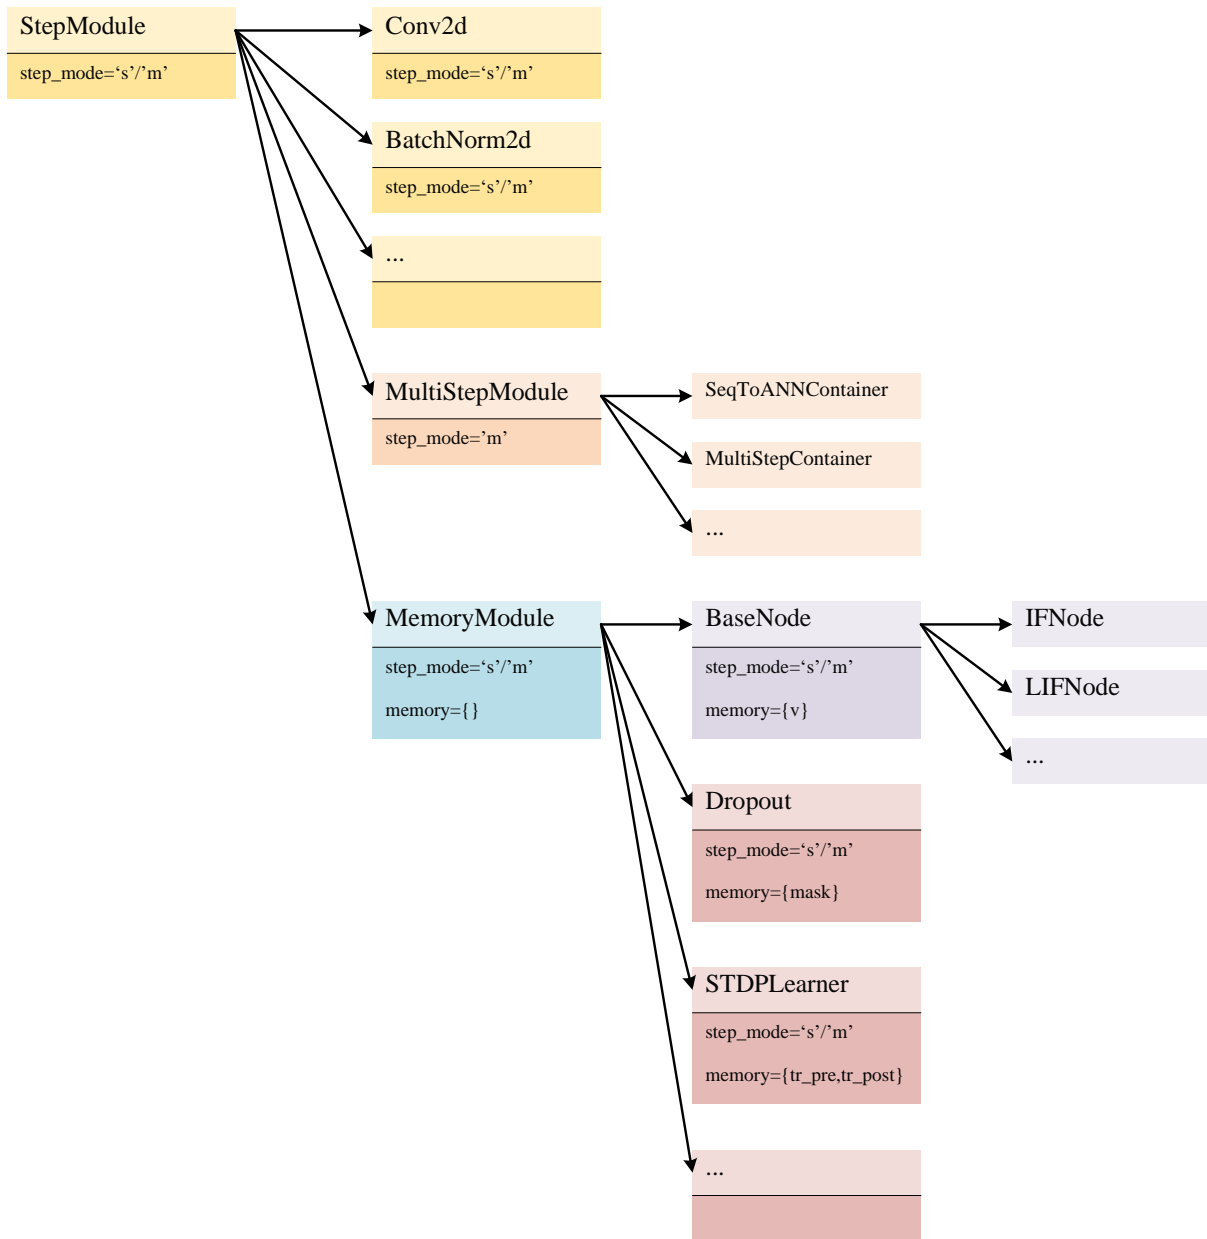 StepModule
step_mode=‘s’/’m’
Conv2d
step_mode=‘s’/’m’
BatchNorm2d
step_mode=‘s’/’m’
...
MultiStepModule
step_mode=’m’
SeqToANNContainer
MultiStepContainer
...
MemoryModule
step_mode=‘s’/’m’
memory={}
BaseNode
step_mode=‘s’/’m’
memory={v}
IFNode
LIFNode
...
Dropout
step_mode=‘s’/’m’
memory={mask}
STDPLearner
step_mode=‘s’/’m’
memory={tr_pre,tr_post}
...